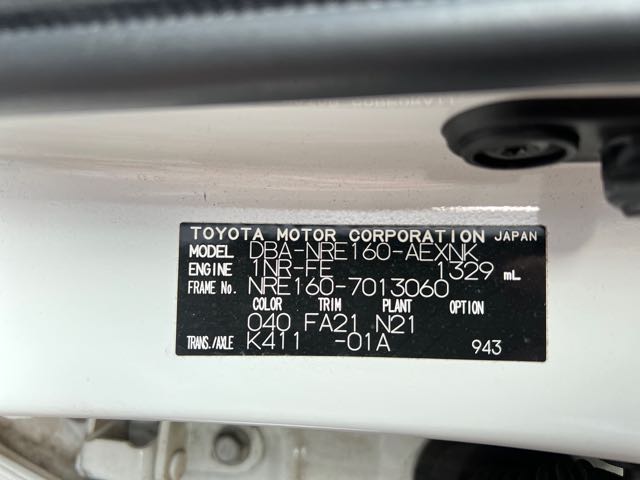 TOYOTA MOTOR CORPORATION JAPAN
MODEL DBA-NRE160-AEXNK
ENGINE 1NR-FE 1329 mL
FRAME No. NRE160-7013060
COLOR TRIM PLANT OPTION
040 FA21 N21
TRANS./AXLE K411 -01A 943